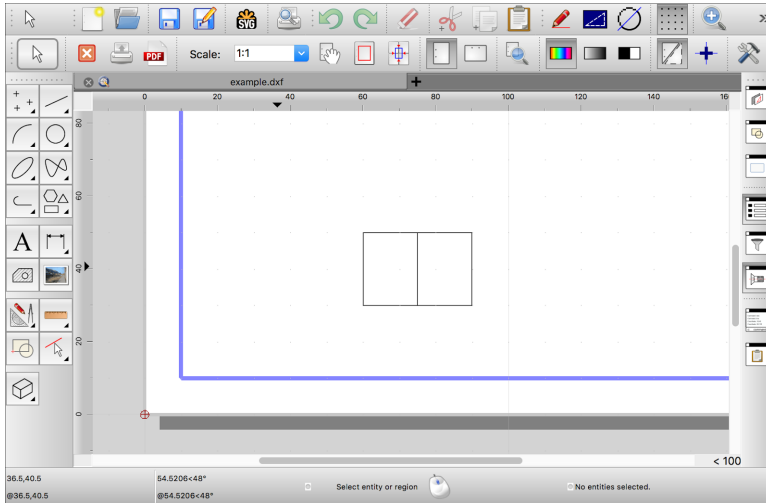 SVG
PDF
Scale: 1:1
example.dxf
0 20 40 60 80 100 120 140 16
80
60
40
20
0
A
< 100
36.5,40.5
54.5206<48°
Select entity or region
No entities selected.
@36.5,40.5
@54.5206<48°